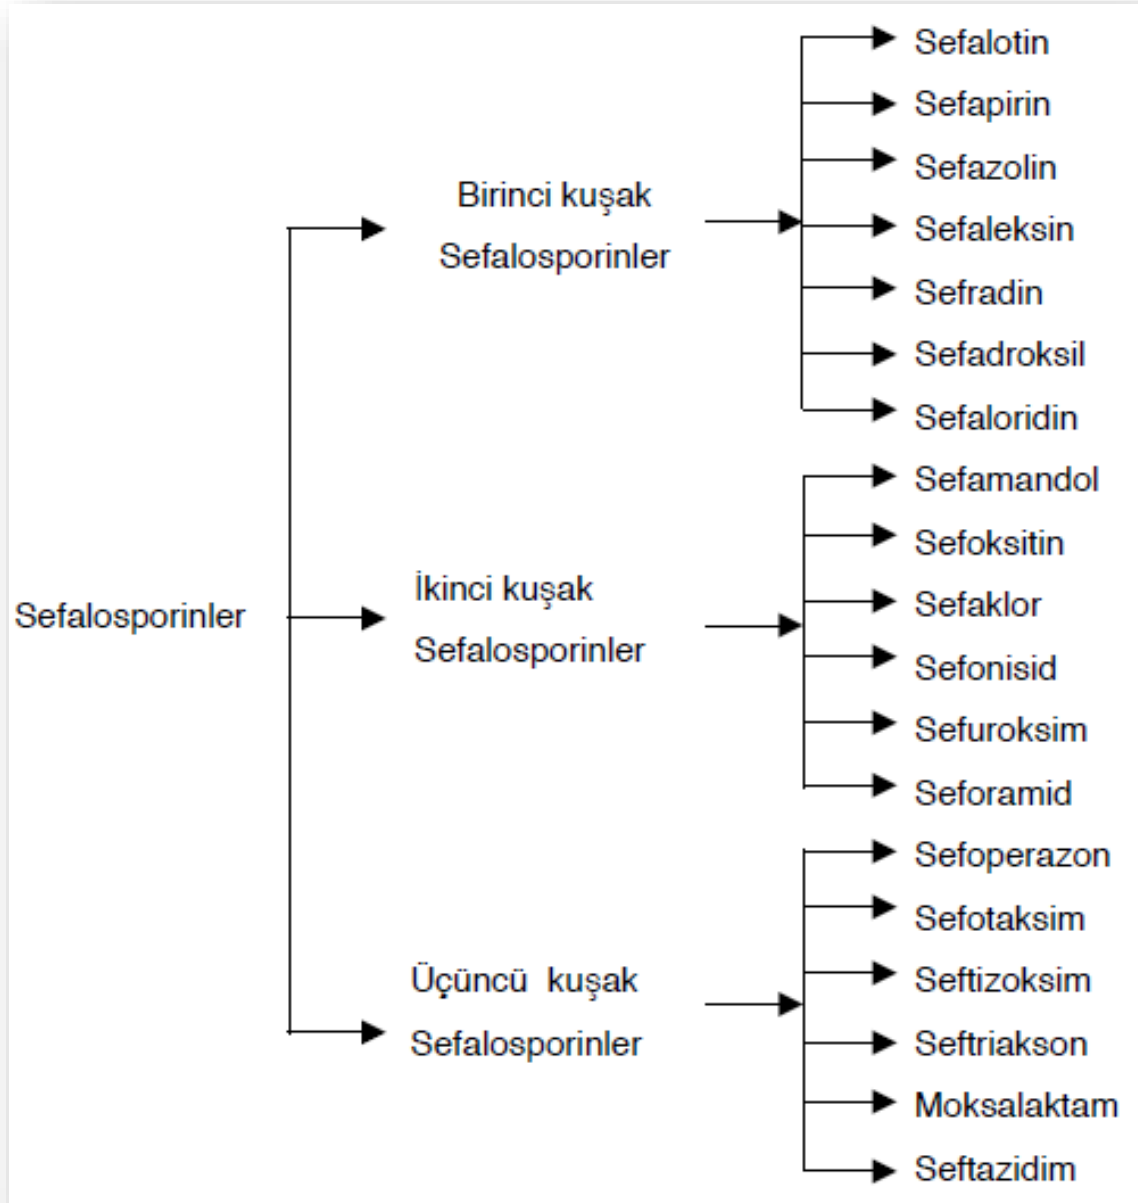 Sefalosporinler
Birinci kuşak
Sefalosporinler
Sefalotin
Sefapirin
Sefazolin
Sefaleksin
Sefradin
Sefadroksil
Sefaloridin
İkinci kuşak
Sefalosporinler
Sefamandol
Sefoksitin
Sefaklor
Sefonisid
Sefuroksim
Seforamid
Üçüncü kuşak
Sefalosporinler
Sefoperazon
Sefotaksim
Seftizoksim
Seftriakson
Moksalaktam
Seftazidim